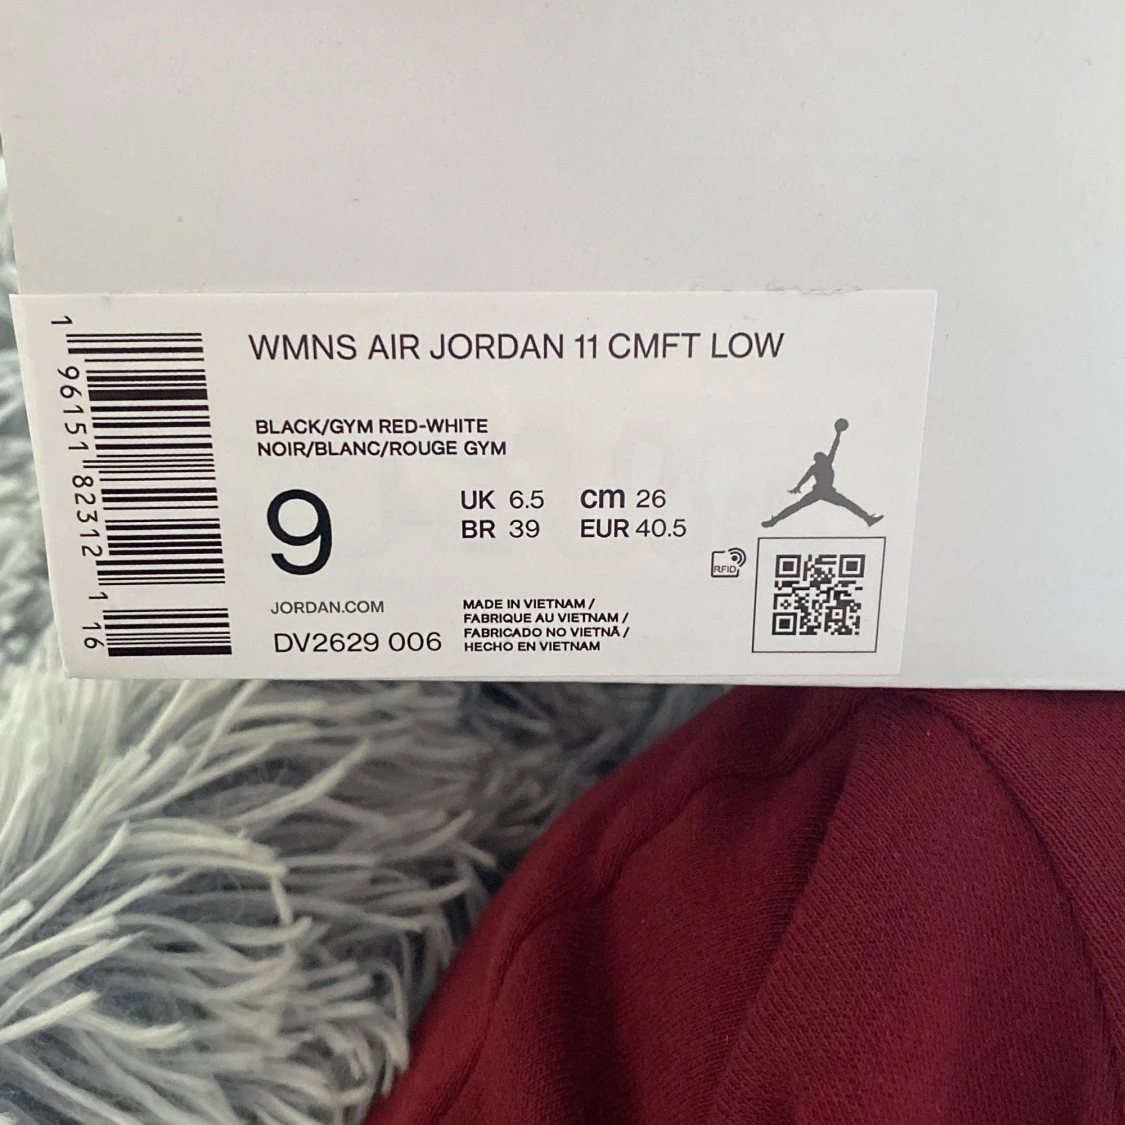 WMNS AIR JORDAN 11 CMFT LOW
BLACK/GYM RED-WHITE
NOIR/BLANC/ROUGE GYM
9
UK 6.5 cm 26
BR 39 EUR 40.5
RFID
JORDAN.COM
DV2629 006
MADE IN VIETNAM /
FABRIQUE AU VIETNAM /
FABRICADO NO VIETNÃ /
HECHO EN VIETNAM
1 96151 82312 1 16